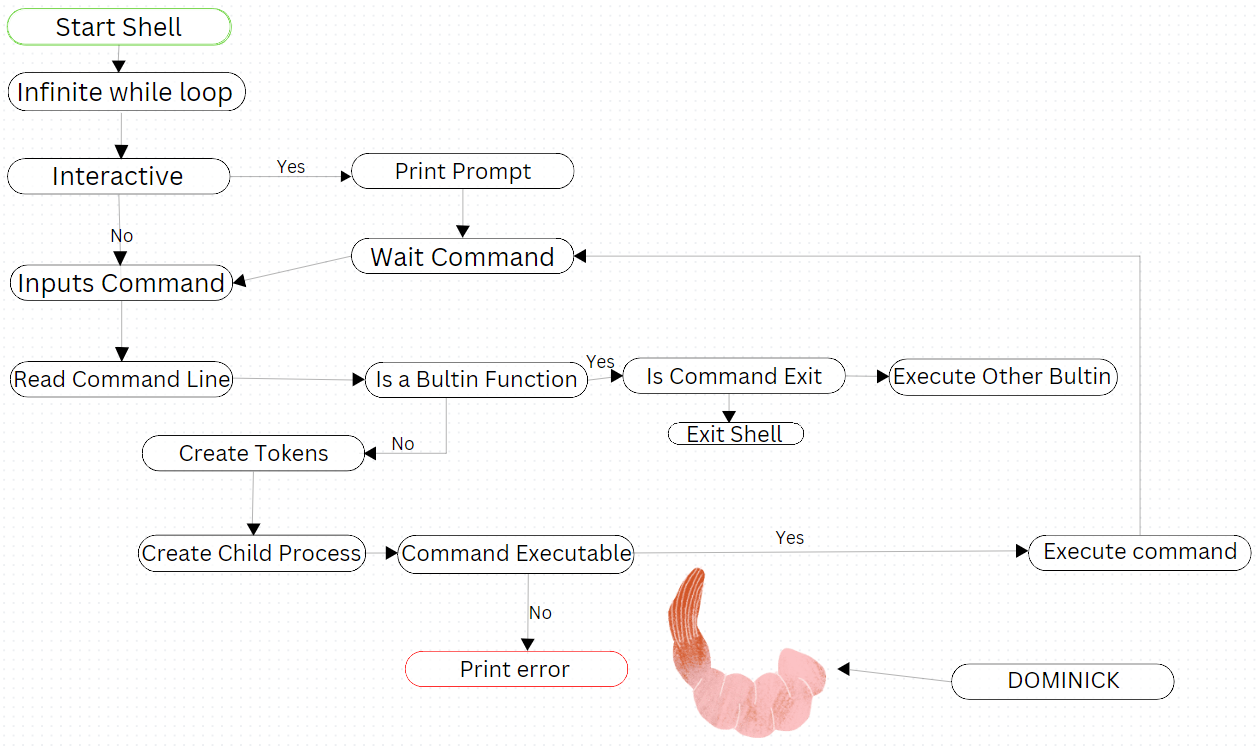 Start Shell
Infinite while loop
Interactive
Yes
Print Prompt
No
Wait Command
Inputs Command
Read Command Line
Is a Bultin Function
Yes
Is Command Exit
Execute Other Bultin
Exit Shell
No
Create Tokens
Create Child Process
Command Executable
Yes
Execute command
No
Print error
DOMINICK